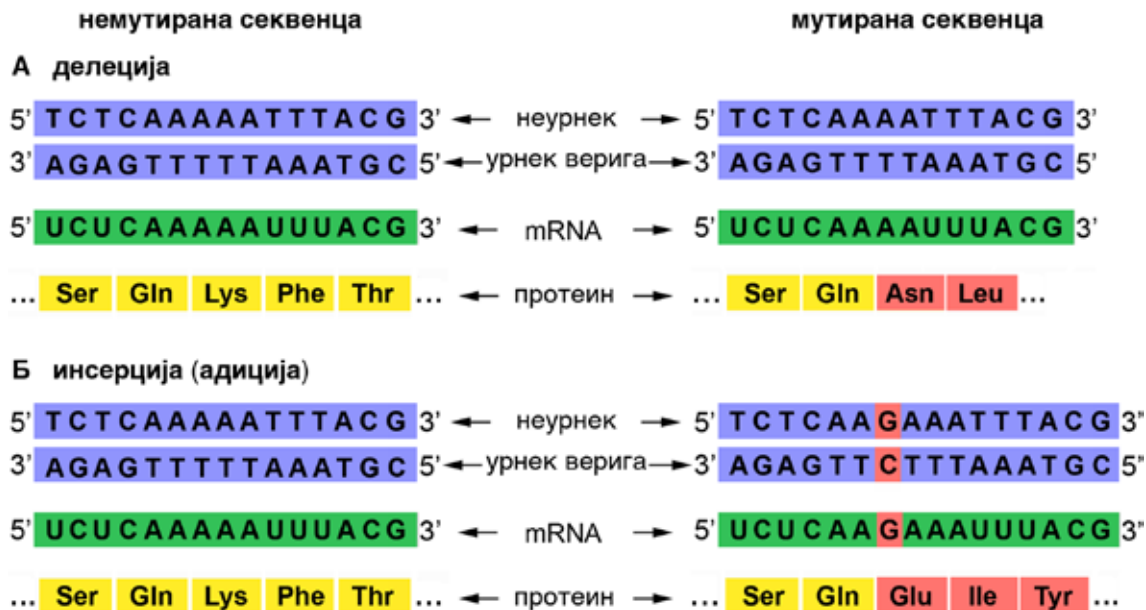 немутирана секвенца мутирана секвенца
А делеција
5' TCTCAAAAATTTACG 3' ← неурнек → 5' TCTCAAAATTTACG 3'
3' AGAGTTTTTAAATGC 5' ← урнек верига → 3' AGAGTTTTAAATGC 5'
5' UCUCAAAAAUUUACG 3' ← mRNA → 5' UCUCAAAAUUUACG 3'
... Ser Gln Lys Phe Thr ... ← протеин → ... Ser Gln Asn Leu ...
Б инсерција (адиција)
5' TCTCAAAAATTTACG 3' ← неурнек → 5' TCTCAAGAAATTTACG 3"
3' AGAGTTTTTAAATGC 5' ← урнек верига → 3' AGAGTTCTTTAAATGC 5"
5' UCUCAAAAAUUUACG 3' ← mRNA → 5' UCUCAAGAAAUUUACG 3"
... Ser Gln Lys Phe Thr ... ← протеин → ... Ser Gln Glu Ile Tyr ...